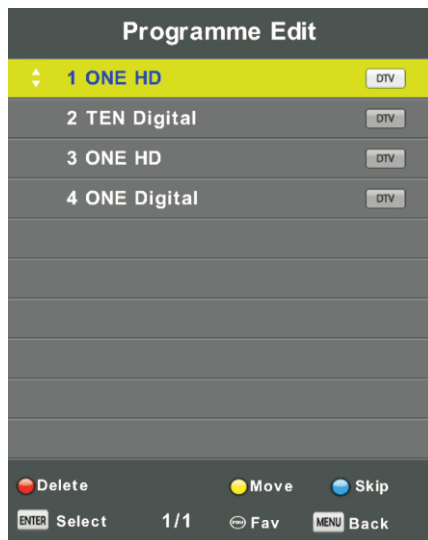 Programme Edit
1 ONE HD DTV
2 TEN Digital DTV
3 ONE HD DTV
4 ONE Digital DTV
Delete Move Skip
ENTER Select 1/1 Fav MENU Back